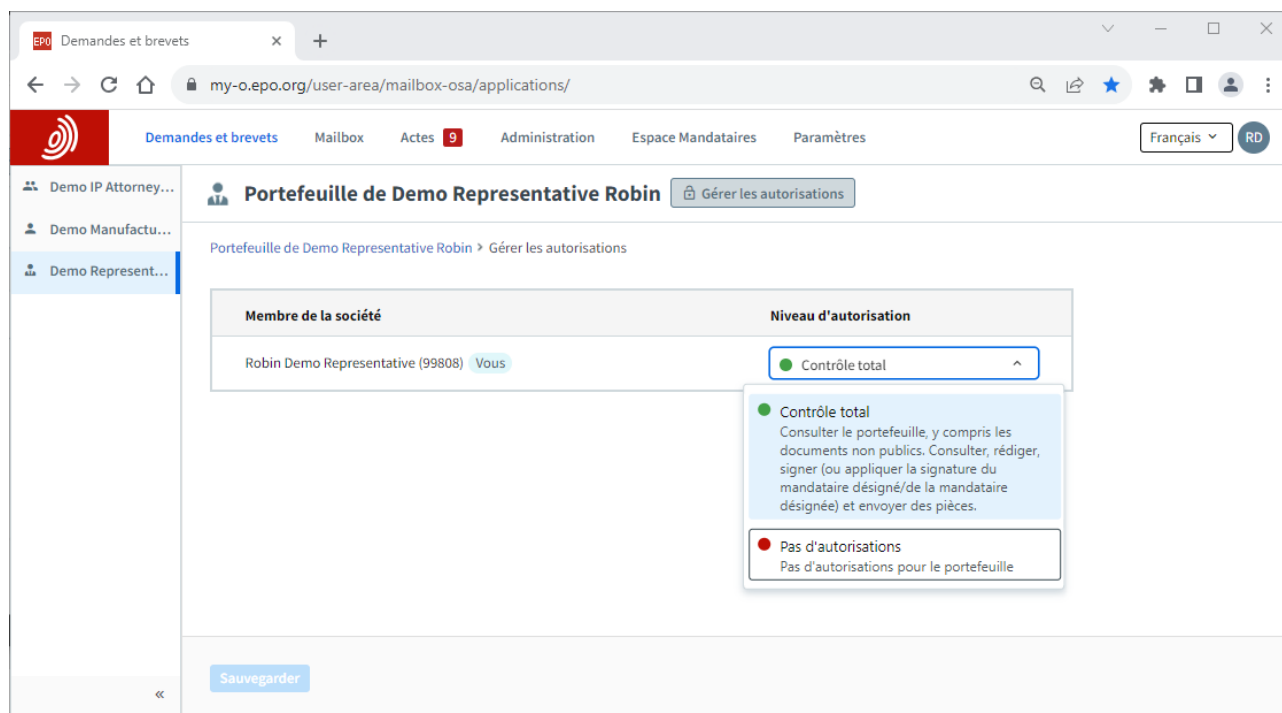 EPO Demandes et brevets
my-o.epo.org/user-area/mailbox-osa/applications/
Demandes et brevets Mailbox Actes 9 Administration Espace Mandataires Paramètres Français RD
Demo IP Attorney...
Demo Manufactu...
Demo Represent...
Portefeuille de Demo Representative Robin Gérer les autorisations
Portefeuille de Demo Representative Robin > Gérer les autorisations
Membre de la société Niveau d'autorisation
Robin Demo Representative (99808) Vous Contrôle total
Contrôle total
Consulter le portefeuille, y compris les
documents non publics. Consulter, rédiger,
signer (ou appliquer la signature du
mandataire désigné/de la mandataire
désignée) et envoyer des pièces.
Pas d'autorisations
Pas d'autorisations pour le portefeuille
Sauvegarder
«